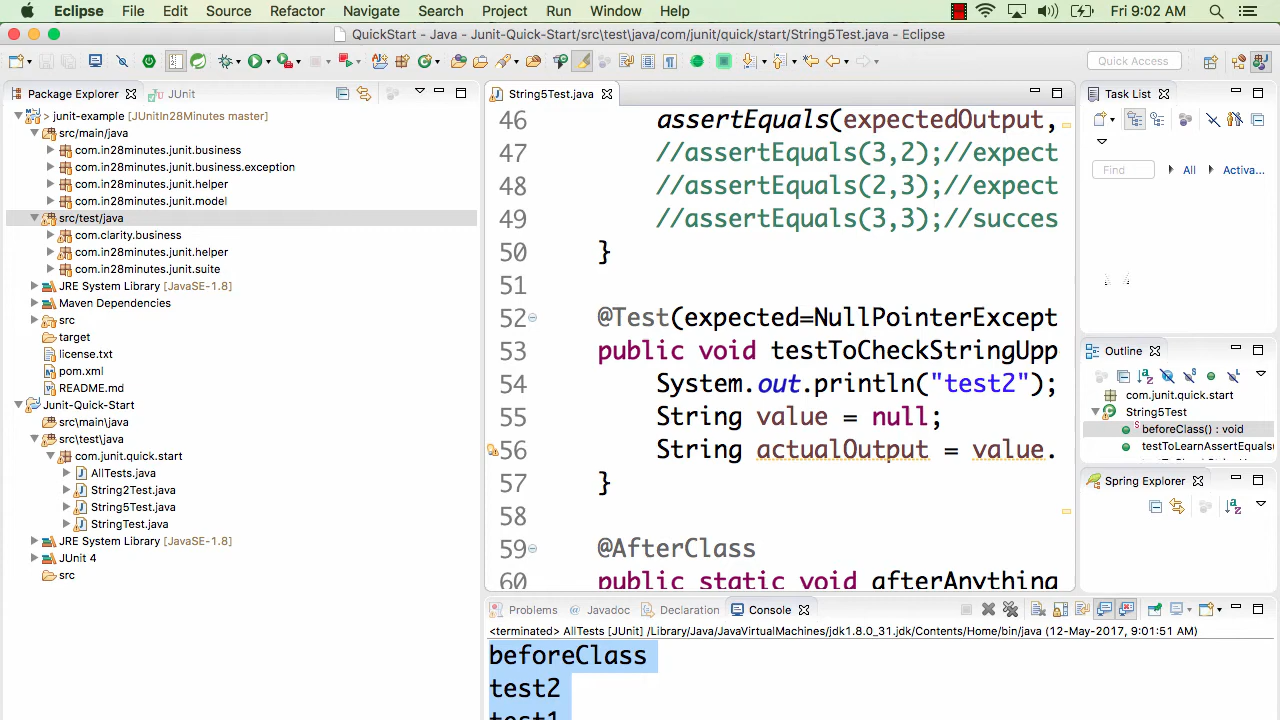 Eclipse File Edit Source Refactor Navigate Search Project Run Window Help Fri 9:02 AM
QuickStart - Java - Junit-Quick-Start/src/test/java/com/junit/quick/start/String5Test.java - Eclipse
Quick Access
Package Explorer JUnit
> junit-example [JUnitIn28Minutes master]
src/main/java
com.in28minutes.junit.business
com.in28minutes.junit.business.exception
com.in28minutes.junit.helper
com.in28minutes.junit.model
src/test/java
com.clarity.business
com.in28minutes.junit.helper
com.in28minutes.junit.suite
JRE System Library [JavaSE-1.8]
Maven Dependencies
src
target
license.txt
pom.xml
README.md
Junit-Quick-Start
src\main\java
src\test\java
com.junit.quick.start
AllTests.java
String2Test.java
String5Test.java
StringTest.java
JRE System Library [JavaSE-1.8]
JUnit 4
src
String5Test.java
46 assertEquals(expectedOutput,
47 //assertEquals(3,2);//expect
48 //assertEquals(2,3);//expect
49 //assertEquals(3,3);//succes
50 }
51
52 @Test(expected=NullPointerExcept
53 public void testToCheckStringUpp
54 System.out.println("test2");
55 String value = null;
56 String actualOutput = value.
57 }
58
59 @AfterClass
60 public static void afterAnything
Task List
Find All Activa...
Outline
com.junit.quick.start
String5Test
beforeClass() : void
testToLearnAssertEquals
Spring Explorer
Problems Javadoc Declaration Console
<terminated> AllTests [JUnit] /Library/Java/JavaVirtualMachines/jdk1.8.0_31.jdk/Contents/Home/bin/java (12-May-2017, 9:01:51 AM)
beforeClass
test2
test1